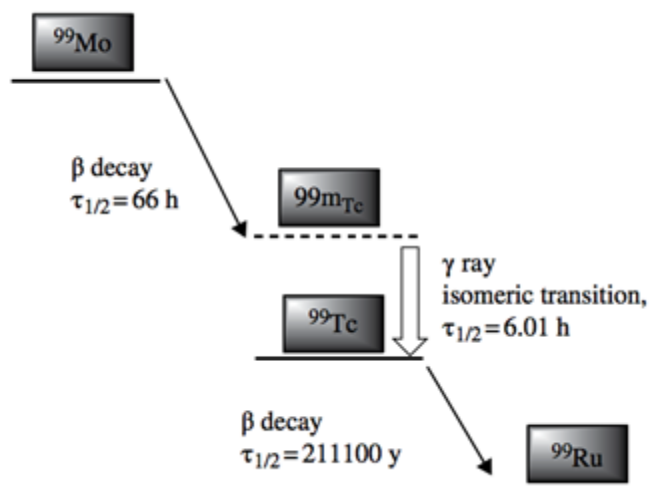 ⁹⁹Mo
β decay
τ₁/₂=66 h
99mTc
γ ray
isomeric transition,
τ₁/₂=6.01 h
⁹⁹Tc
β decay
τ₁/₂=211100 y
⁹⁹Ru